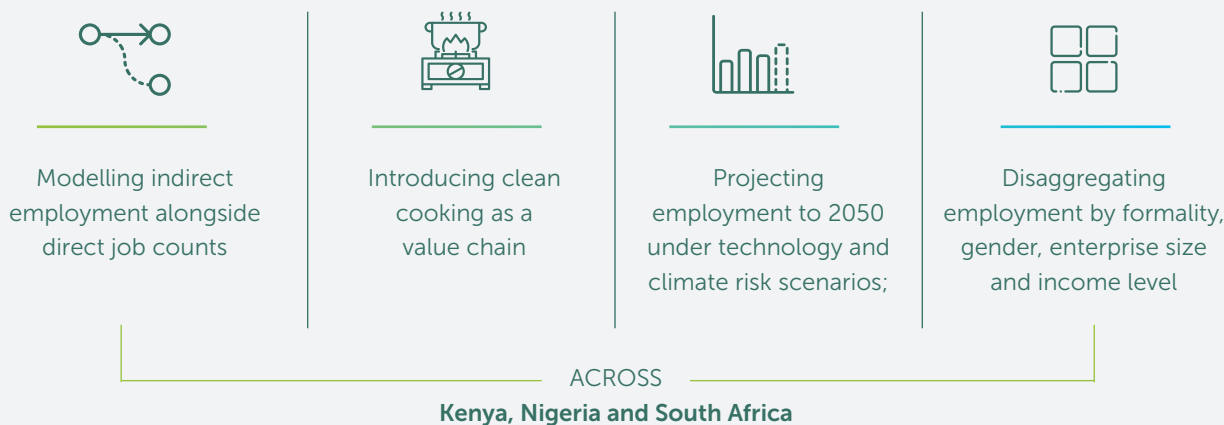 Modelling indirect
employment alongside
direct job counts
Introducing clean
cooking as a
value chain
Projecting
employment to 2050
under technology and
climate risk scenarios;
Disaggregating
employment by formality,
gender, enterprise size
and income level
ACROSS
Kenya, Nigeria and South Africa